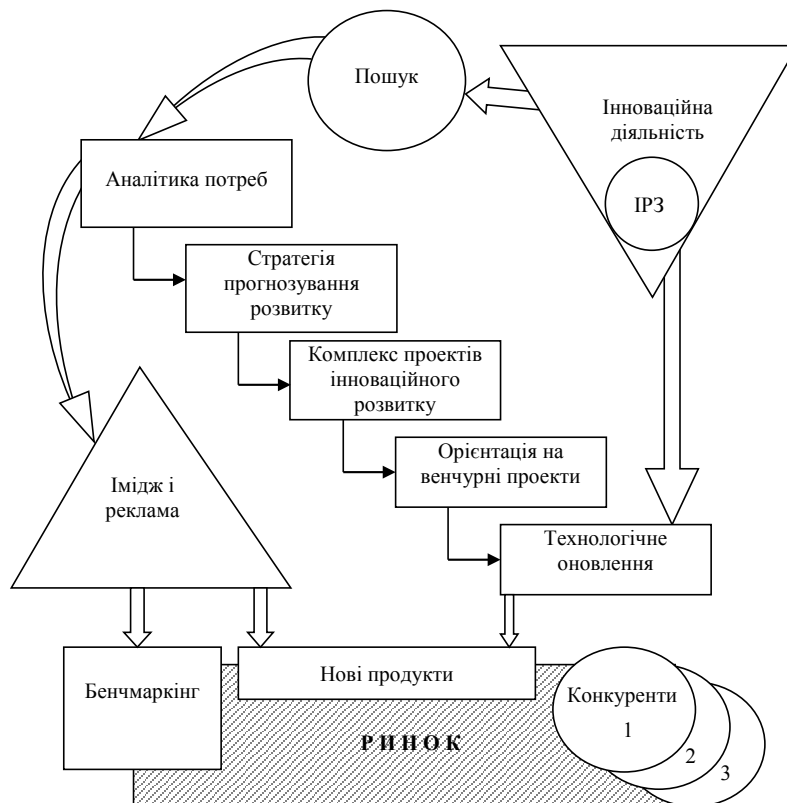 Пошук
Інноваційна
діяльність
ІРЗ
Аналітика потреб
Стратегія
прогнозування
розвитку
Комплекс проектів
інноваційного
розвитку
Орієнтація на
венчурні проекти
Імідж і
реклама
Технологічне
оновлення
Бенчмаркінг
Нові продукти
Конкуренти
1
2
3
РИНОК